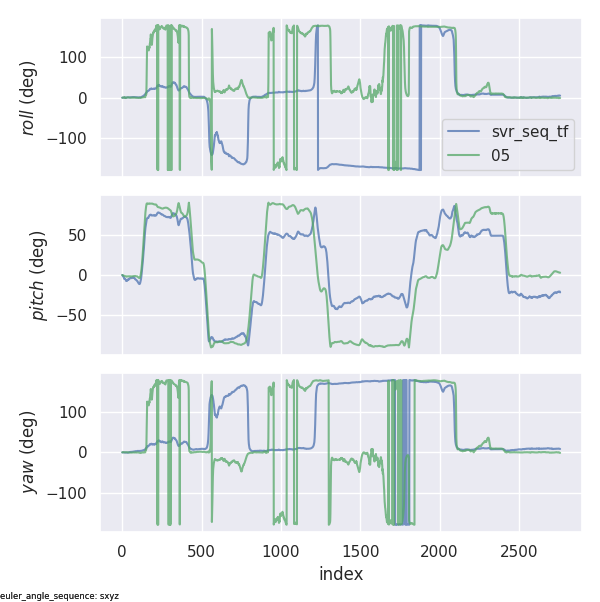 roll (deg)
100
0
−100
svr_seq_tf
05
pitch (deg)
50
0
−50
yaw (deg)
100
0
−100
0 500 1000 1500 2000 2500
index
euler_angle_sequence: sxyz